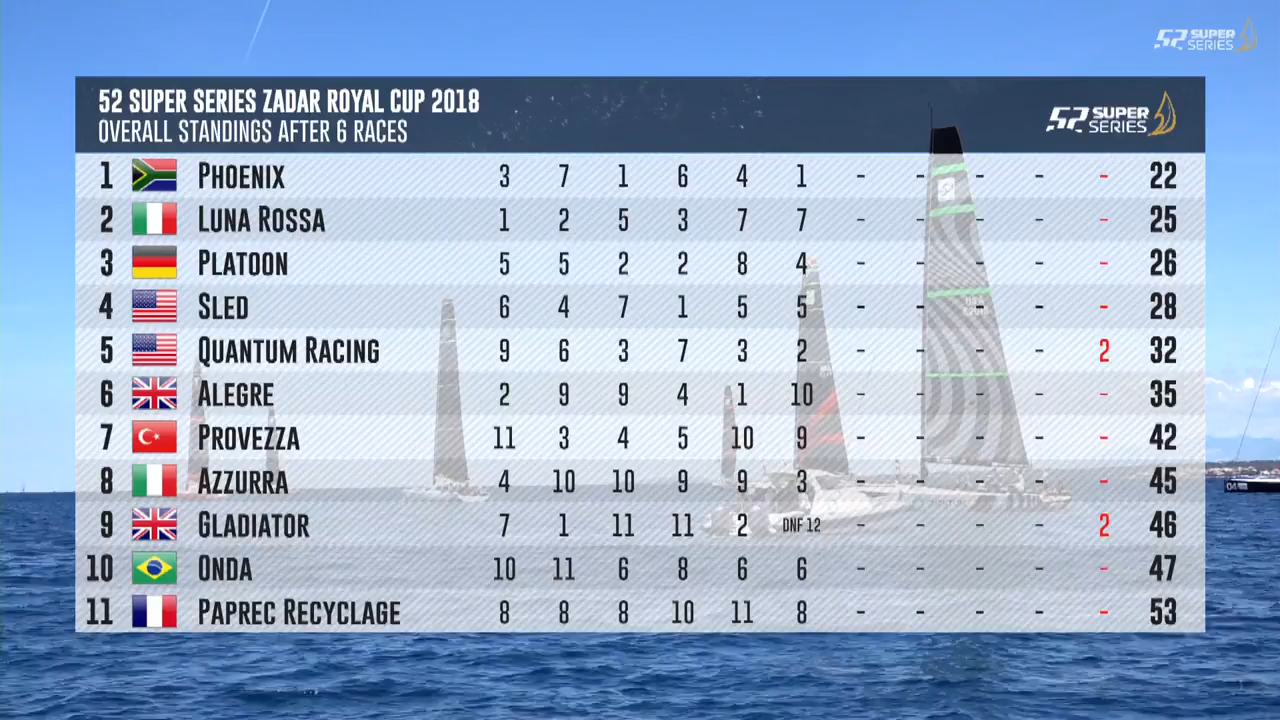 52 SUPER SERIES
52 SUPER SERIES ZADAR ROYAL CUP 2018
OVERALL STANDINGS AFTER 6 RACES
52 SUPER SERIES
1 PHOENIX 3 7 1 6 4 1 - - - - - 22
2 LUNA ROSSA 1 2 5 3 7 7 - - - - - 25
3 PLATOON 5 5 2 2 8 4 - - - - - 26
4 SLED 6 4 7 1 5 5 - - - - - 28
5 QUANTUM RACING 9 6 3 7 3 2 - - - - 2 32
6 ALEGRE 2 9 9 4 1 10 - - - - - 35
7 PROVEZZA 11 3 4 5 10 9 - - - - - 42
8 AZZURRA 4 10 10 9 9 3 - - - - - 45
9 GLADIATOR 7 1 11 11 2 DNF 12 - - - - 2 46
10 ONDA 10 11 6 8 6 6 - - - - - 47
11 PAPREC RECYCLAGE 8 8 8 10 11 8 - - - - - 53